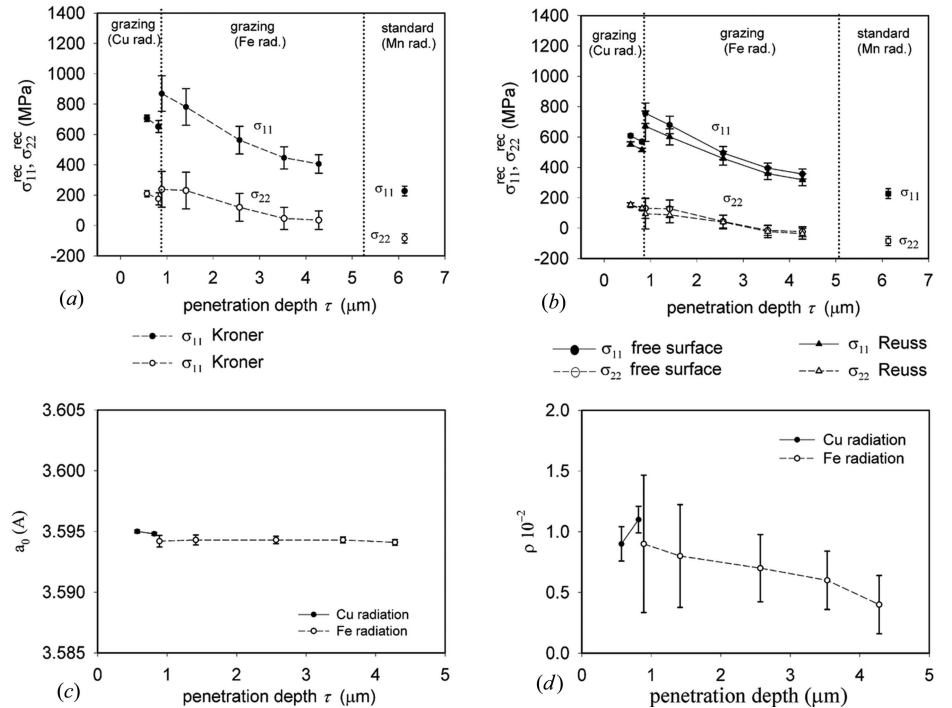 1400
1200
1000
800
600
400
200
0
-200
σ₁₁ʳᵉᶜ, σ₂₂ʳᵉᶜ (MPa)
grazing (Cu rad.)
grazing (Fe rad.)
standard (Mn rad.)
σ₁₁
σ₂₂
σ₁₁
σ₂₂
0 1 2 3 4 5 6 7
(a) penetration depth τ (μm)
σ₁₁ Kroner
σ₁₁ Kroner
1400
1200
1000
800
600
400
200
0
-200
σ₁₁ʳᵉᶜ, σ₂₂ʳᵉᶜ (MPa)
grazing (Cu rad.)
grazing (Fe rad.)
standard (Mn rad.)
σ₁₁
σ₂₂
σ₁₁
σ₂₂
0 1 2 3 4 5 6 7
(b) penetration depth τ (μm)
σ₁₁ free surface
σ₂₂ free surface
σ₁₁ Reuss
σ₂₂ Reuss
3.605
3.600
3.595
3.590
3.585
a₀ (A)
Cu radiation
Fe radiation
0 1 2 3 4 5
(c) penetration depth τ (μm)
2.0
1.5
1.0
0.5
0.0
ρ 10⁻²
Cu radiation
Fe radiation
0 1 2 3 4 5
(d) penetration depth (μm)